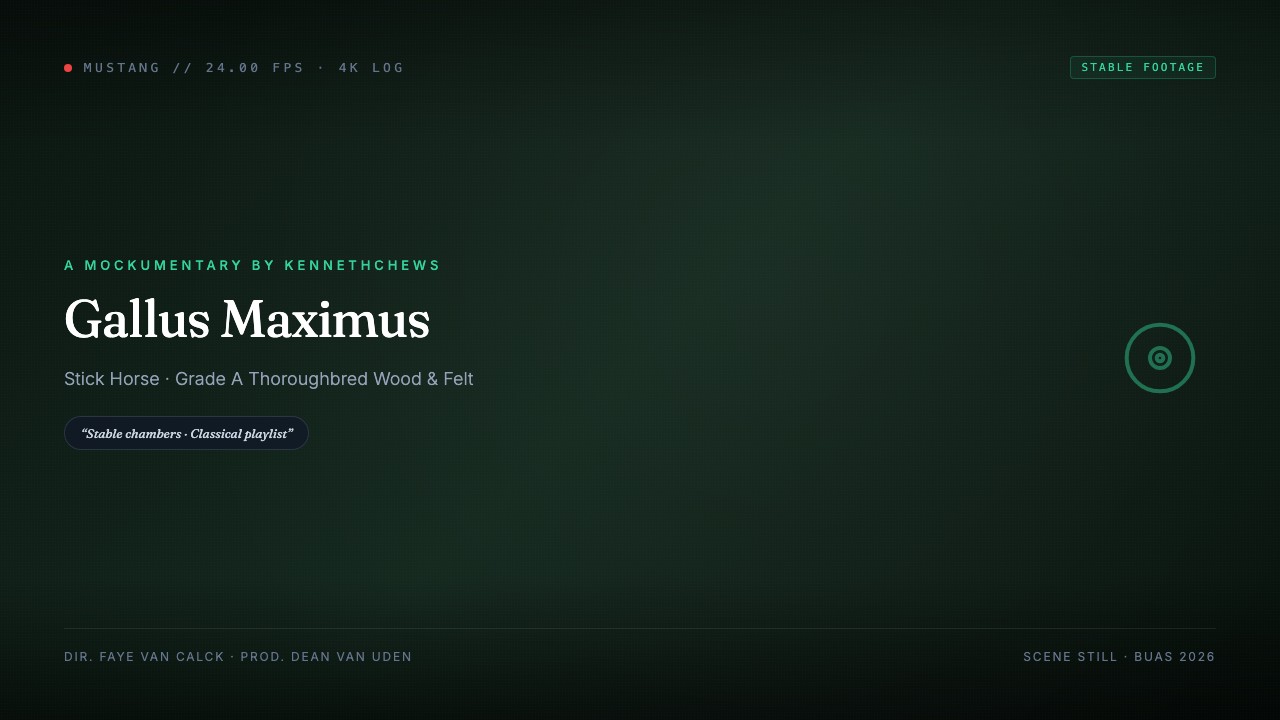 MUSTANG // 24.00 FPS · 4K LOG
STABLE FOOTAGE
A MOCKUMENTARY BY KENNETHCHEWS
Gallus Maximus
Stick Horse · Grade A Thoroughbred Wood & Felt
“Stable chambers · Classical playlist”
DIR. FAYE VAN CALCK · PROD. DEAN VAN UDEN
SCENE STILL · BUAS 2026